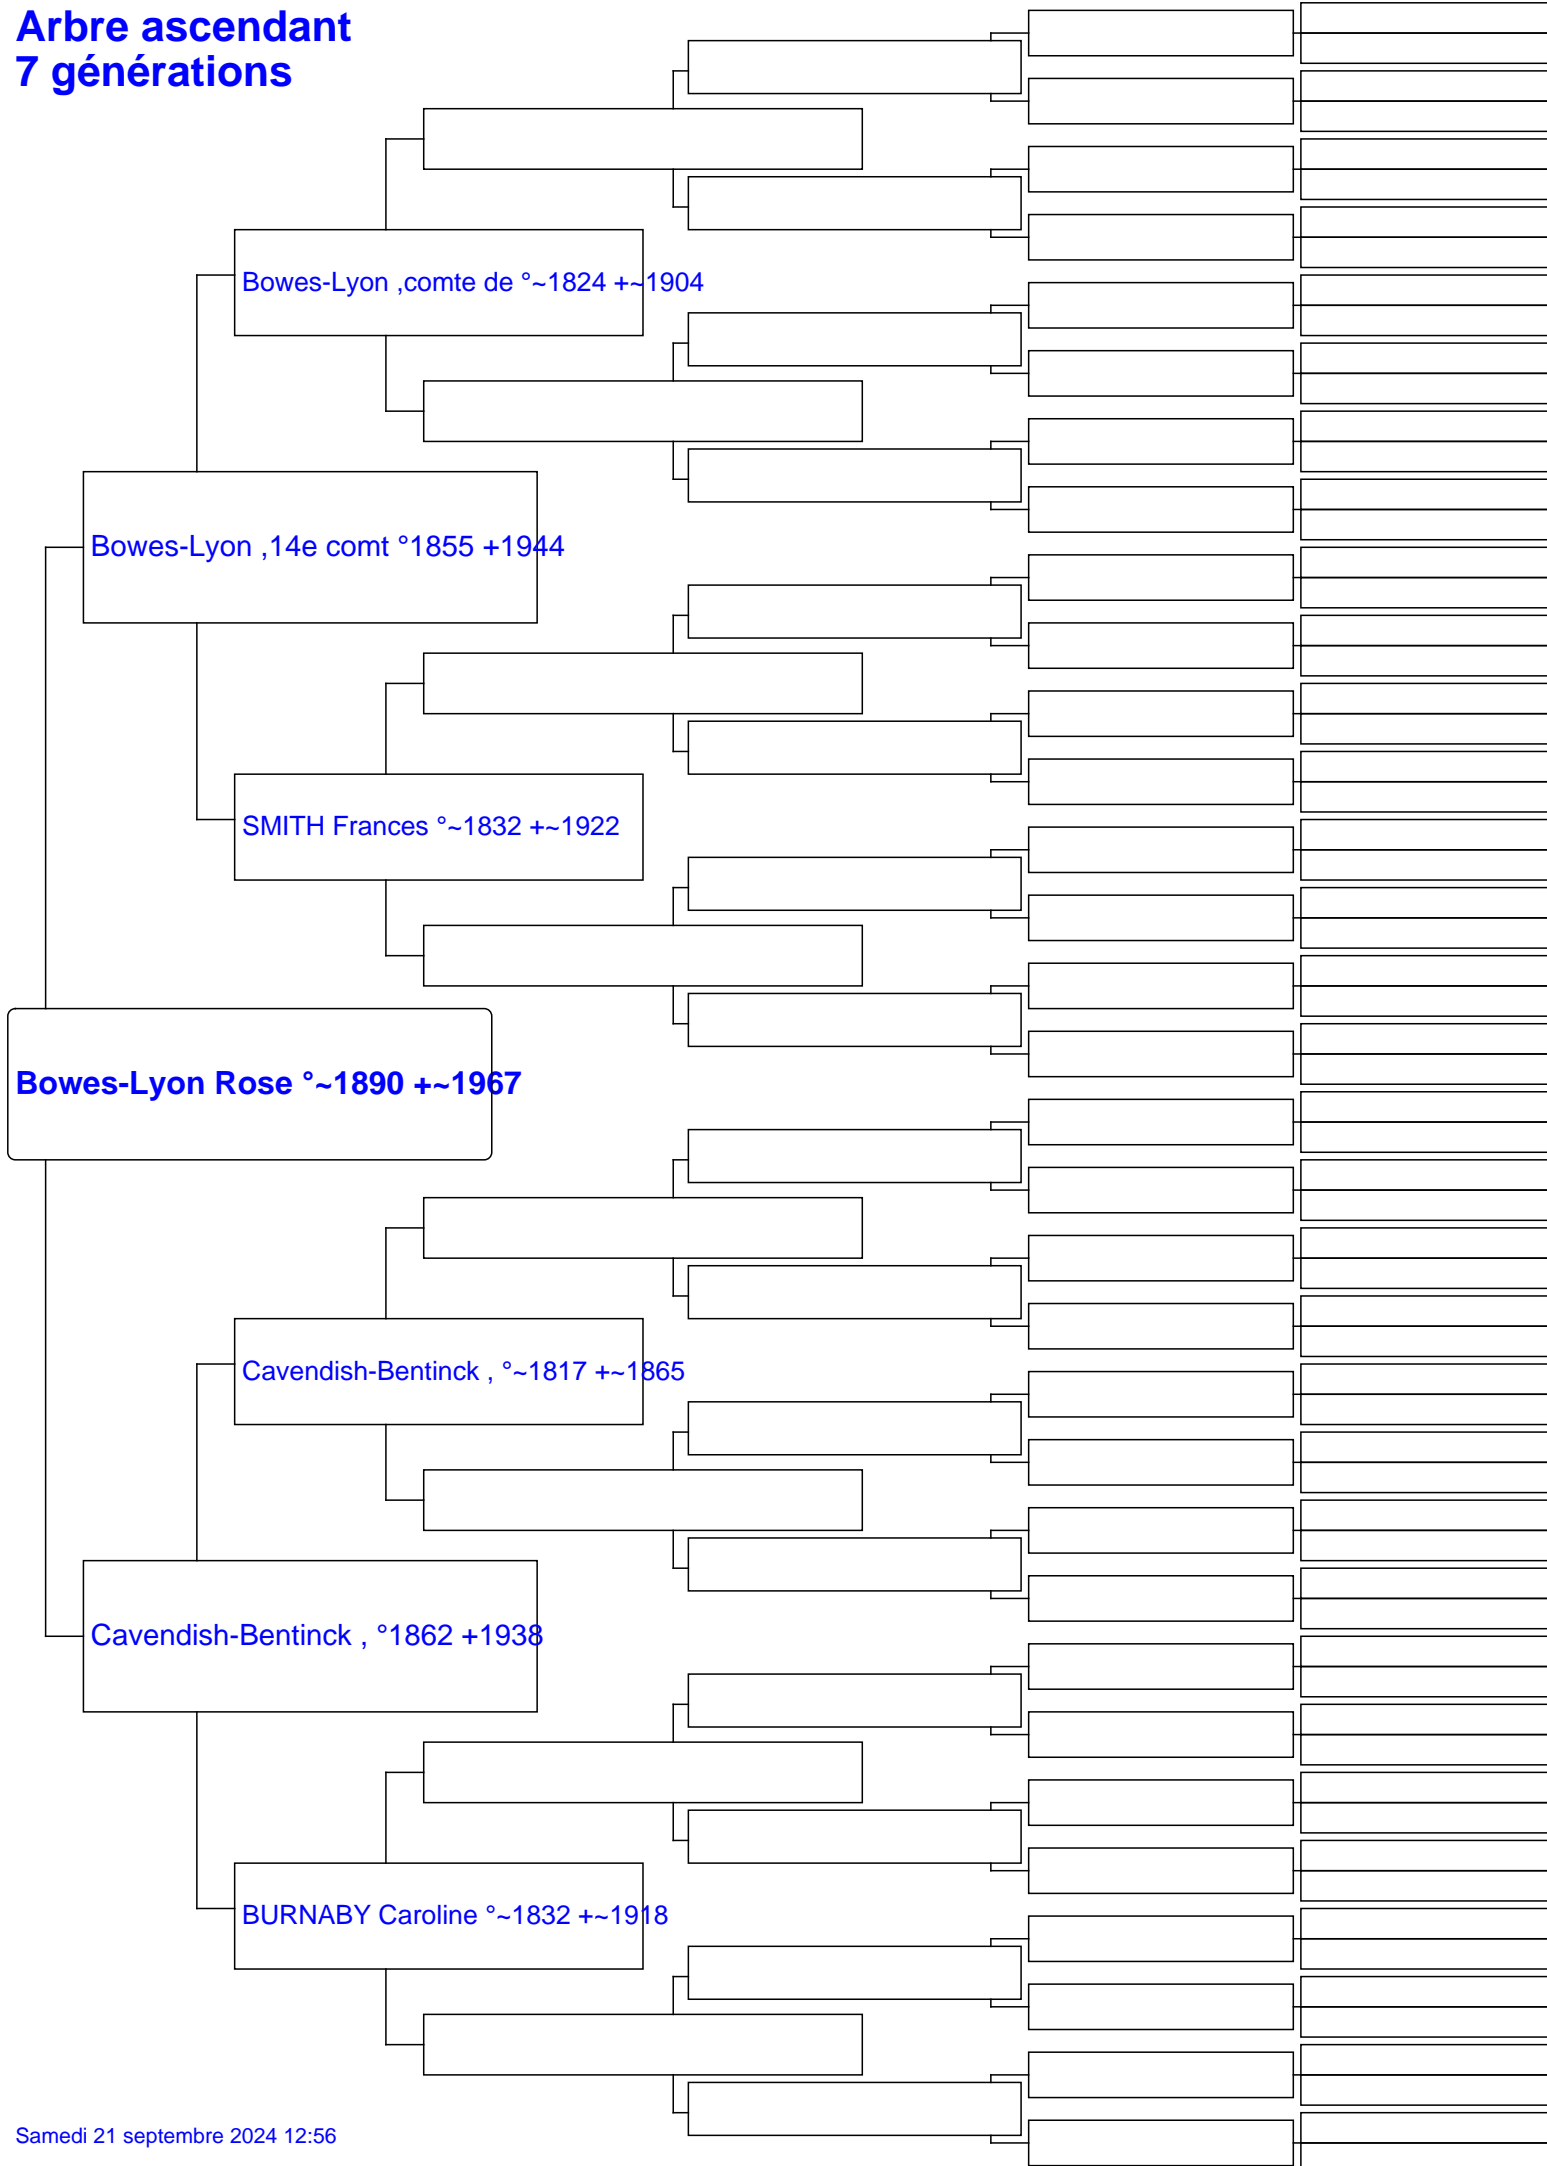 Arbre ascendant
7 générations
Bowes-Lyon ,comte de °~1824 +~1904
Bowes-Lyon ,14e comt °1855 +1944
SMITH Frances °~1832 +~1922
Bowes-Lyon Rose °~1890 +~1967
Cavendish-Bentinck , °~1817 +~1865
Cavendish-Bentinck , °1862 +1938
BURNABY Caroline °~1832 +~1918
Samedi 21 septembre 2024 12:56